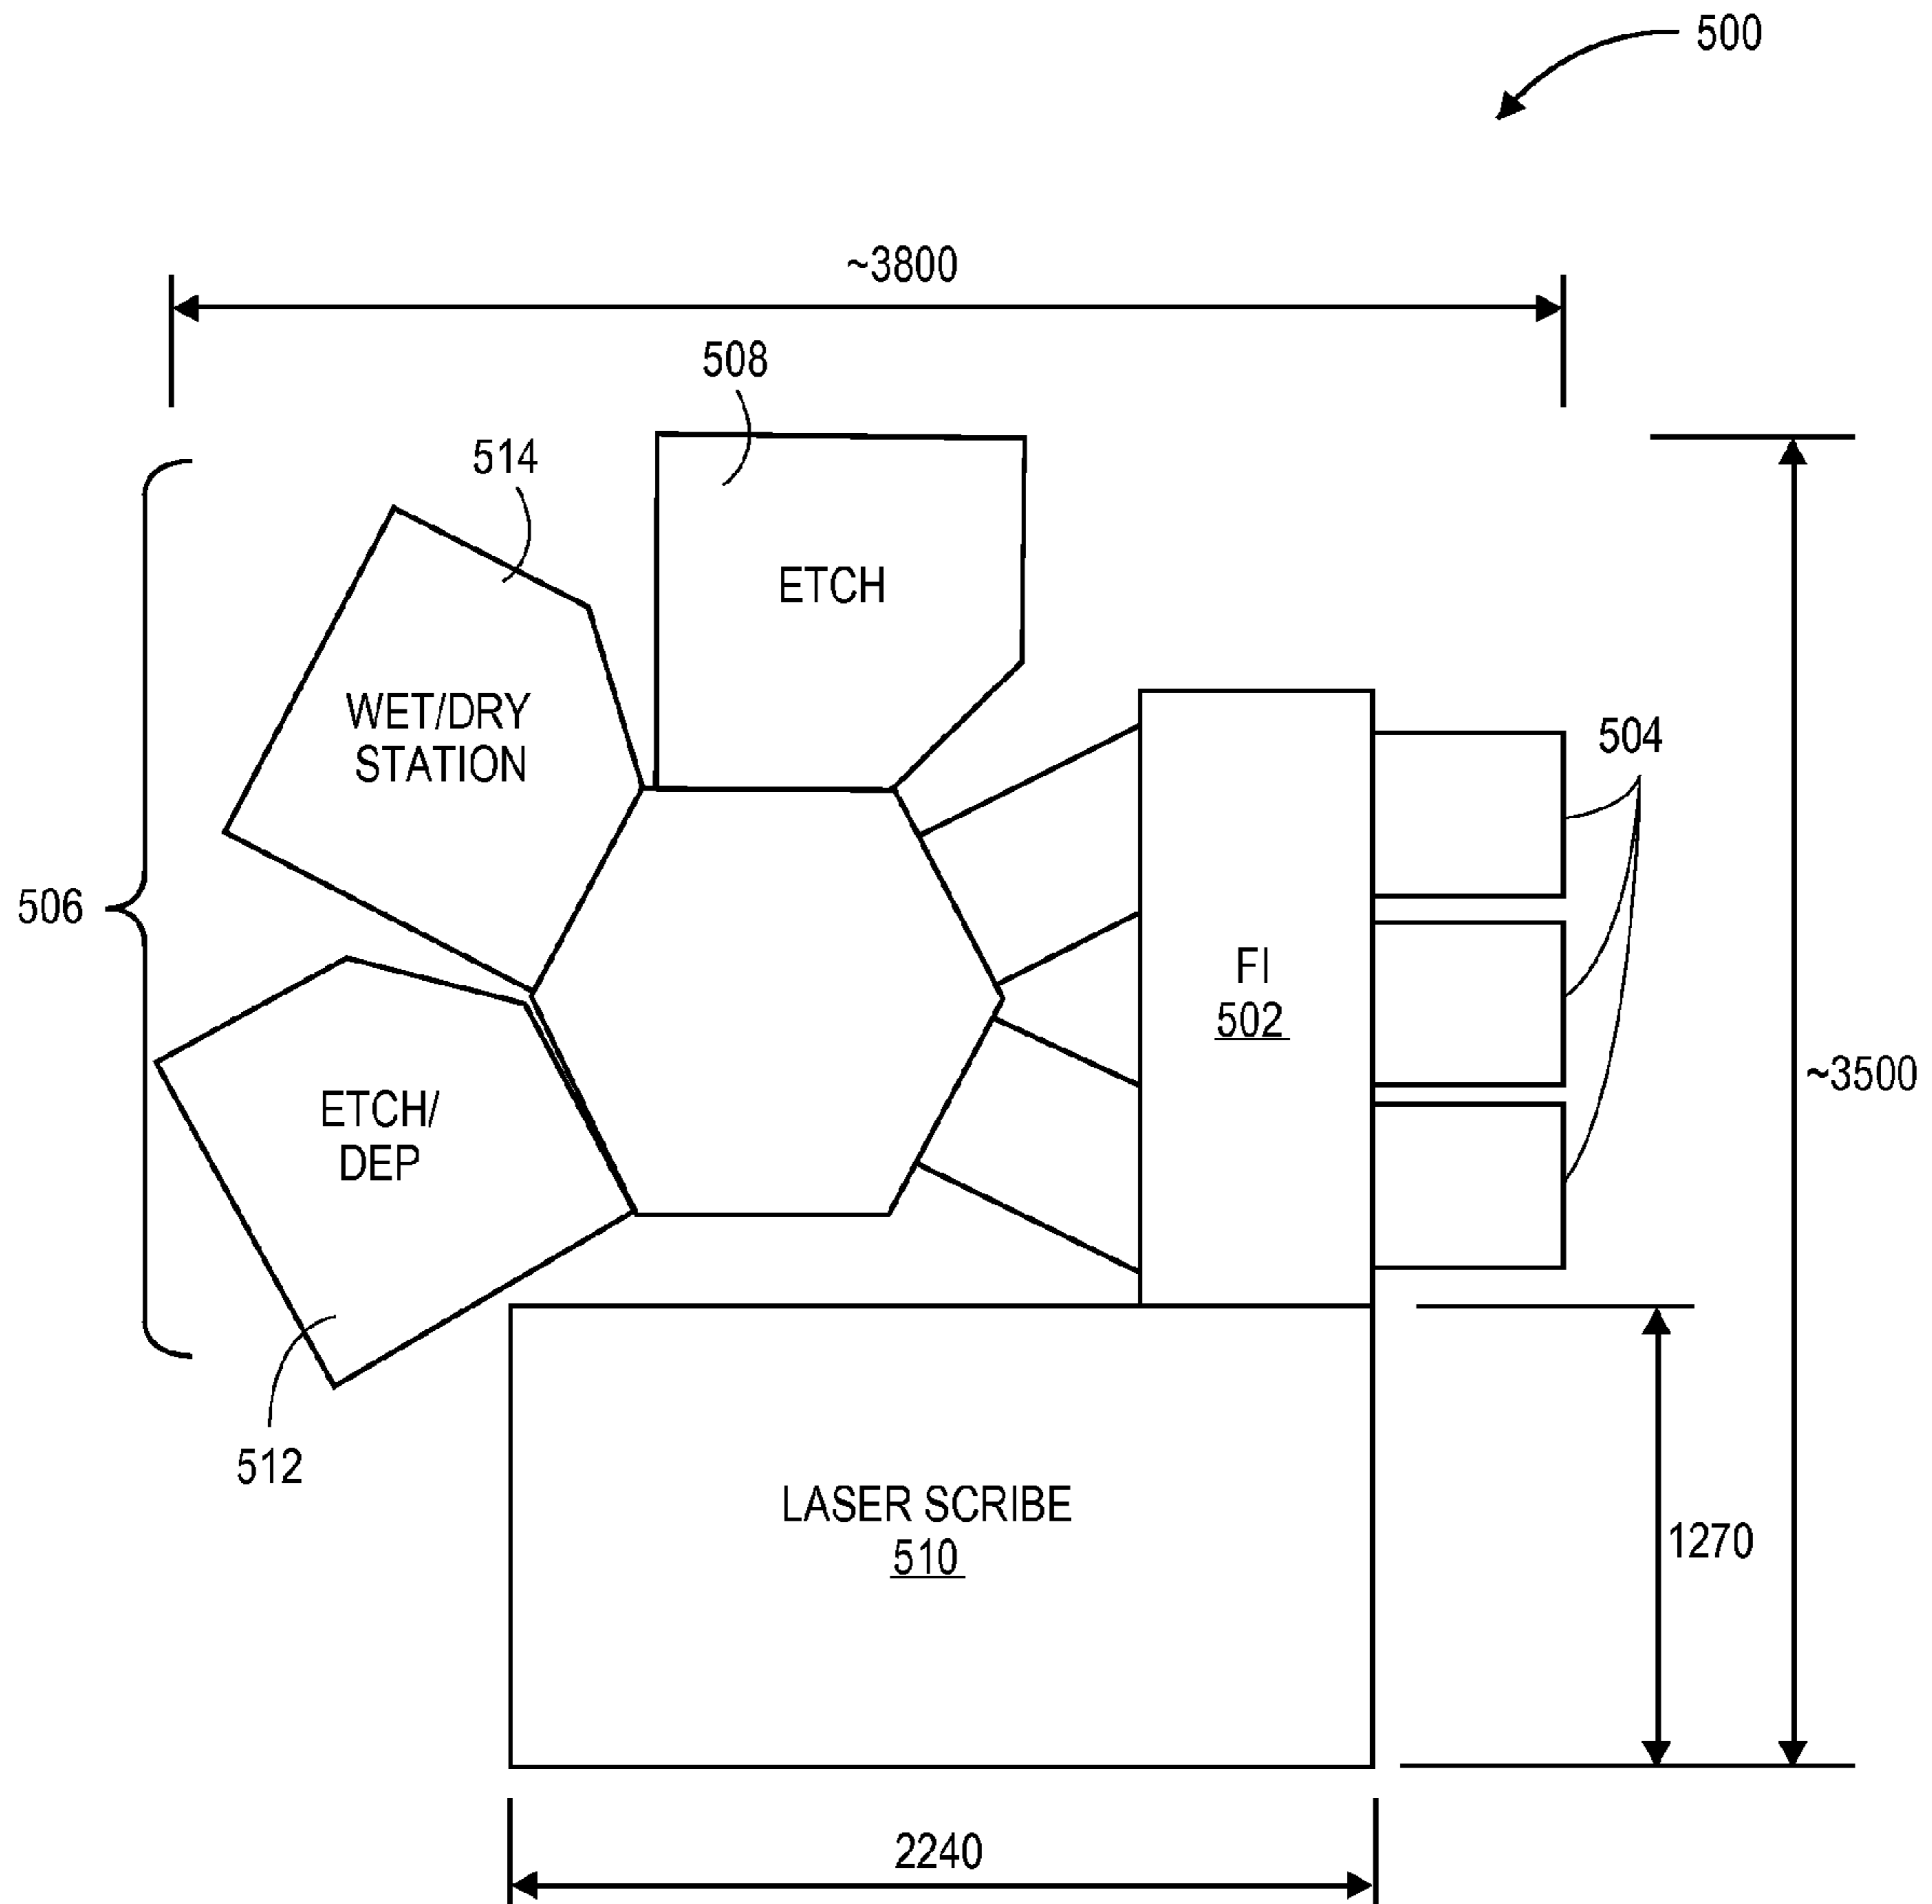 500
~3800
508
514
ETCH
WET/DRY
STATION
504
506
FI
502
~3500
ETCH/
DEP
512
LASER SCRIBE
510
1270
2240